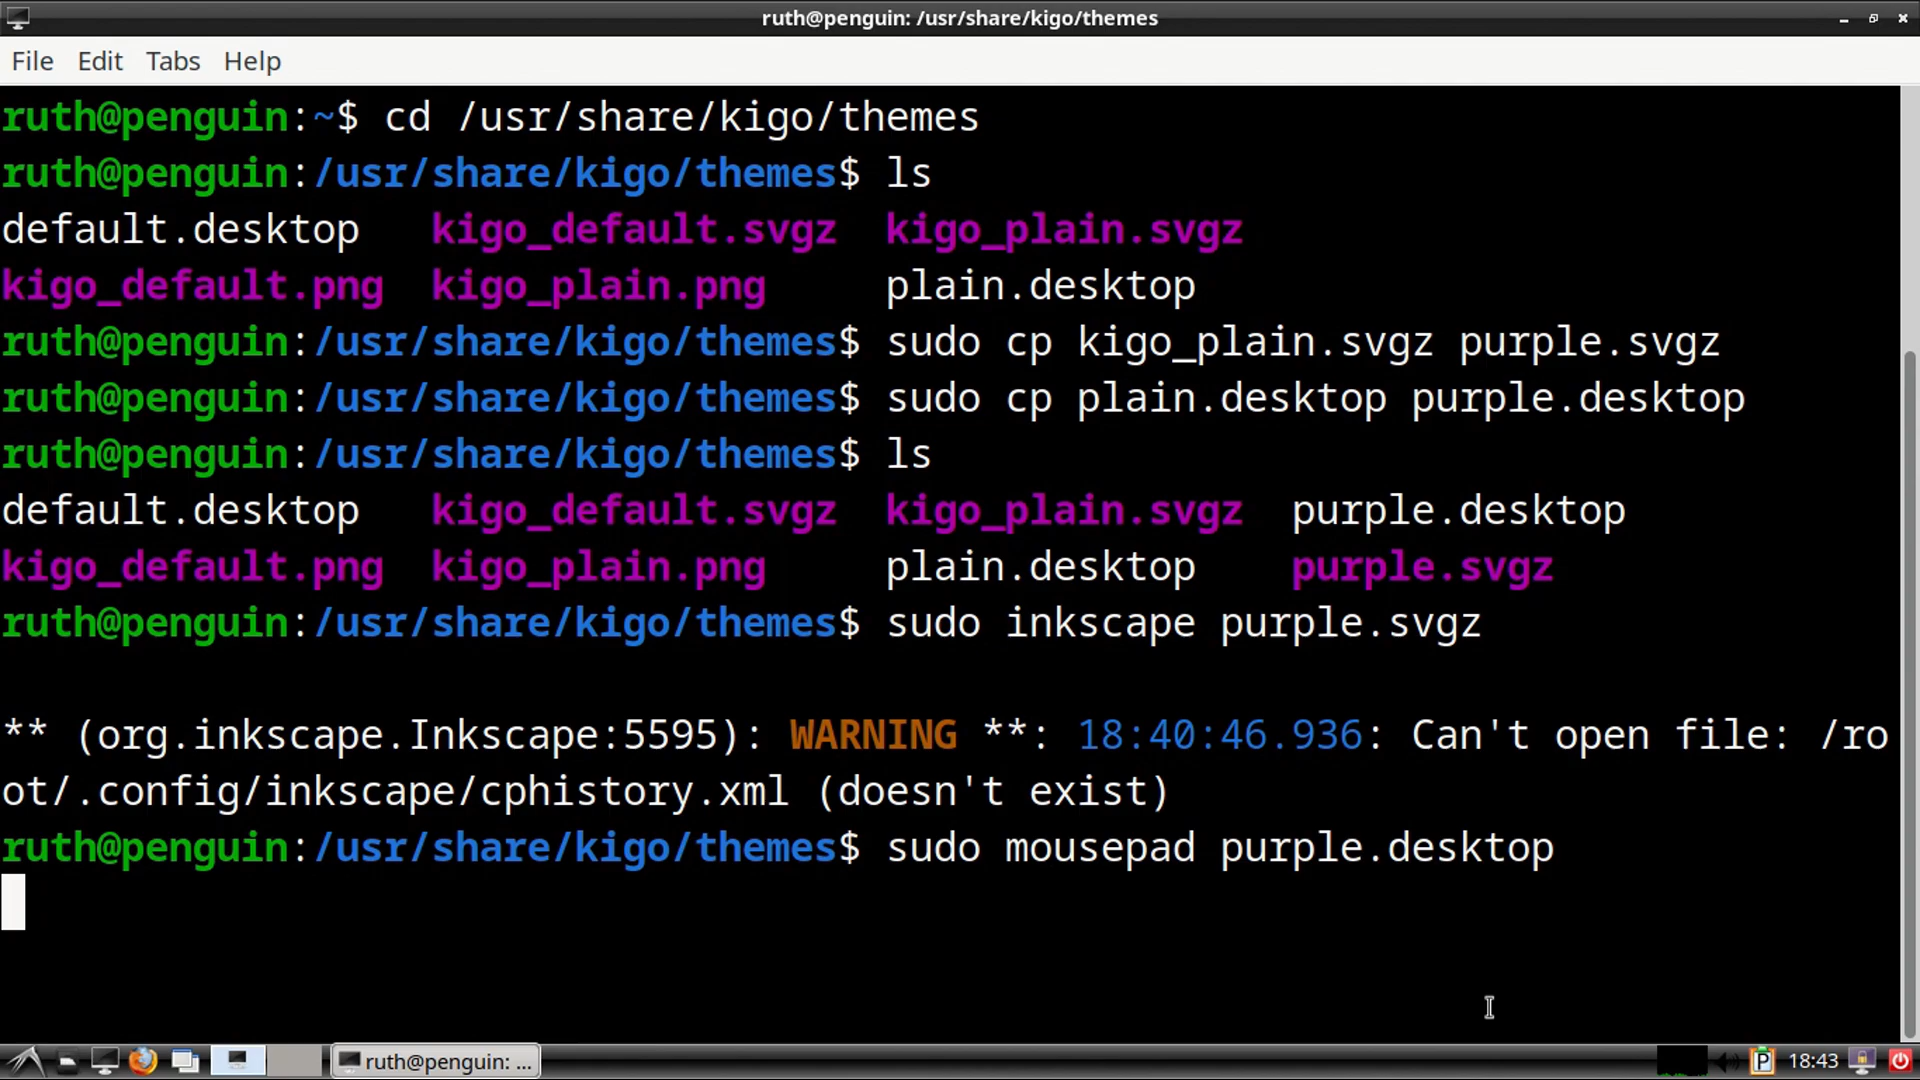 ruth@penguin: /usr/share/kigo/themes
File Edit Tabs Help
ruth@penguin:~$ cd /usr/share/kigo/themes
ruth@penguin:/usr/share/kigo/themes$ ls
default.desktop kigo_default.svgz kigo_plain.svgz
kigo_default.png kigo_plain.png plain.desktop
ruth@penguin:/usr/share/kigo/themes$ sudo cp kigo_plain.svgz purple.svgz
ruth@penguin:/usr/share/kigo/themes$ sudo cp plain.desktop purple.desktop
ruth@penguin:/usr/share/kigo/themes$ ls
default.desktop kigo_default.svgz kigo_plain.svgz purple.desktop
kigo_default.png kigo_plain.png plain.desktop purple.svgz
ruth@penguin:/usr/share/kigo/themes$ sudo inkscape purple.svgz
** (org.inkscape.Inkscape:5595): WARNING **: 18:40:46.936: Can't open file: /ro
ot/.config/inkscape/cphistory.xml (doesn't exist)
ruth@penguin:/usr/share/kigo/themes$ sudo mousepad purple.desktop
ruth@penguin: ...
P
18:43